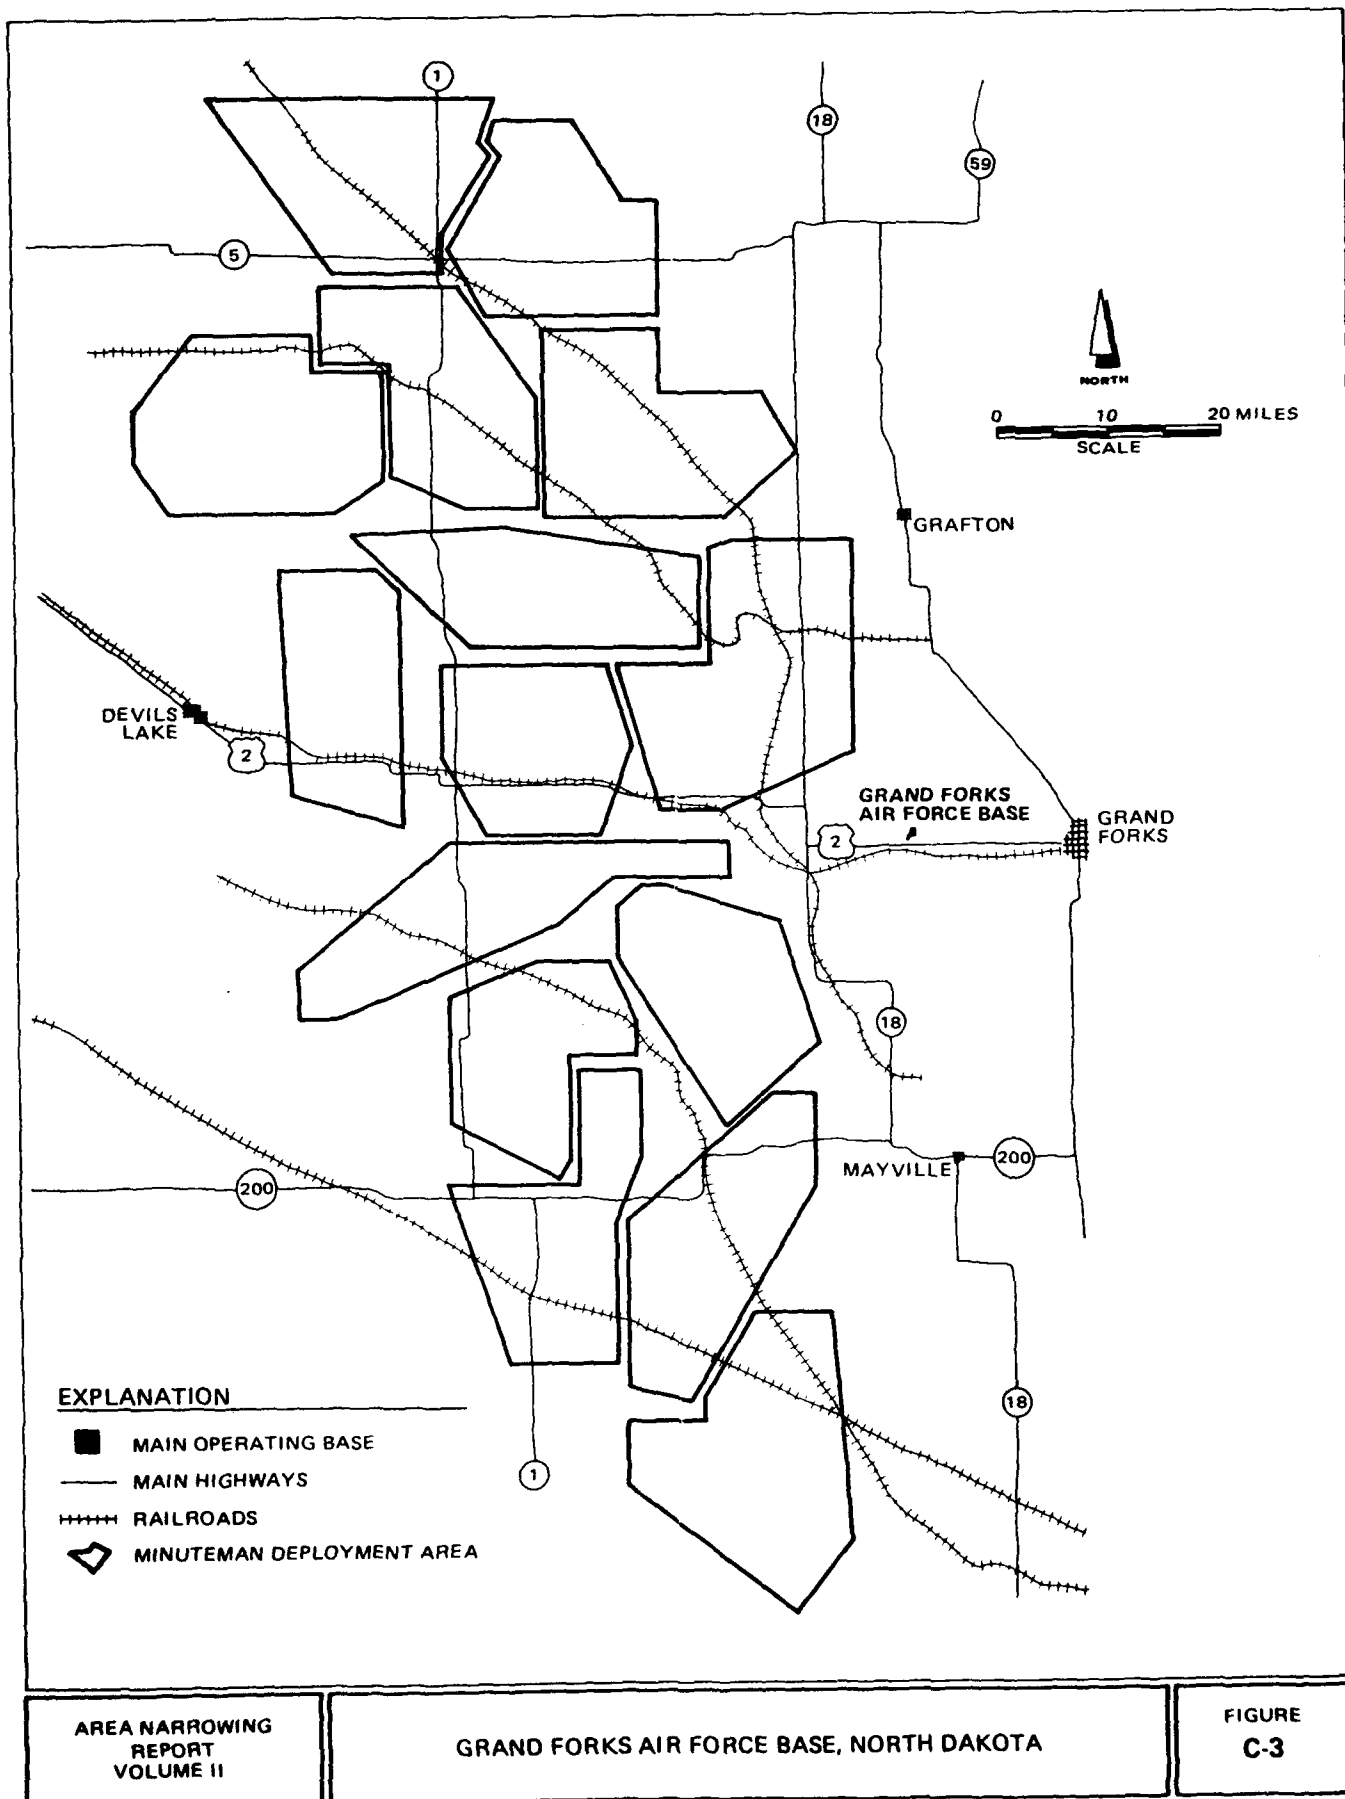 1
18
59
5
NORTH
0 10 20 MILES
SCALE
GRAFTON
DEVILS
LAKE
2
GRAND FORKS
AIR FORCE BASE
2
GRAND
FORKS
18
MAYVILLE
200
200
18
1
EXPLANATION
MAIN OPERATING BASE
MAIN HIGHWAYS
RAILROADS
MINUTEMAN DEPLOYMENT AREA
AREA NARROWING
REPORT
VOLUME II
GRAND FORKS AIR FORCE BASE, NORTH DAKOTA
FIGURE
C-3